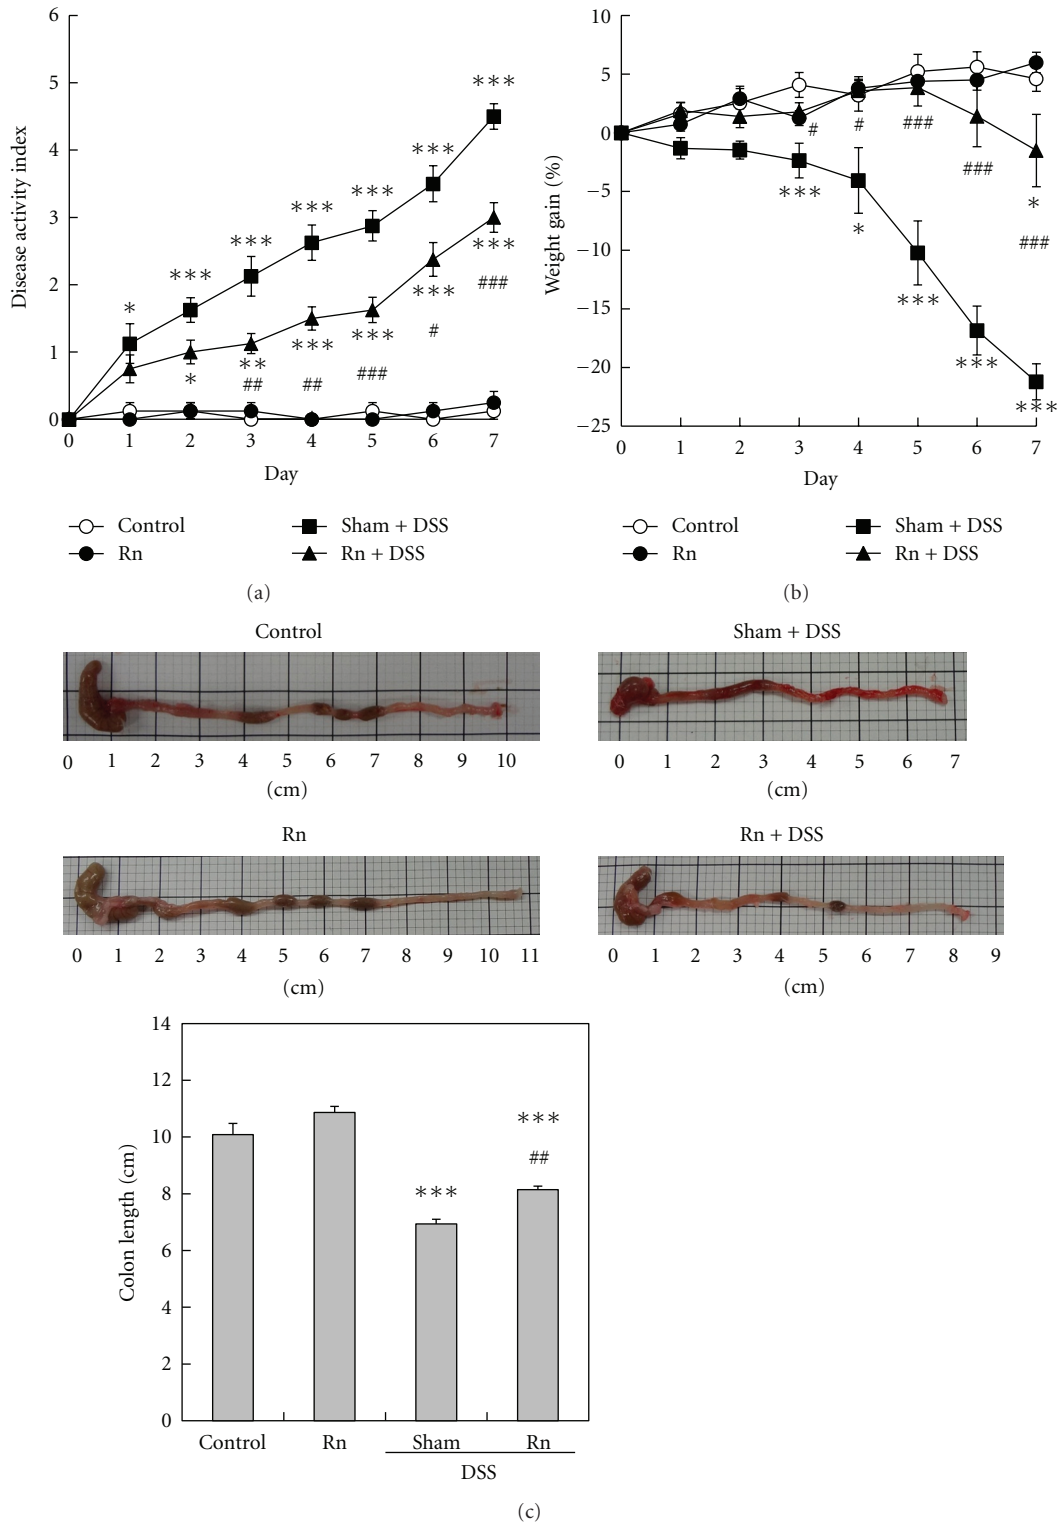 6
5
4
3
2
1
0
Disease activity index
*
***
***
***
***
***
***
*
**
***
***
***
***
##
##
###
#
###
0 1 2 3 4 5 6 7
Day
Control
Rn
Sham + DSS
Rn + DSS
(a)
10
5
0
−5
−10
−15
−20
−25
Weight gain (%)
#
#
###
###
*
###
***
*
***
***
***
0 1 2 3 4 5 6 7
Day
Control
Rn
Sham + DSS
Rn + DSS
(b)
Control
0 1 2 3 4 5 6 7 8 9 10
(cm)
Sham + DSS
0 1 2 3 4 5 6 7
(cm)
Rn
0 1 2 3 4 5 6 7 8 9 10 11
(cm)
Rn + DSS
0 1 2 3 4 5 6 7 8 9
(cm)
14
12
10
8
6
4
2
0
Colon length (cm)
***
***
##
Control Rn Sham Rn
DSS
(c)